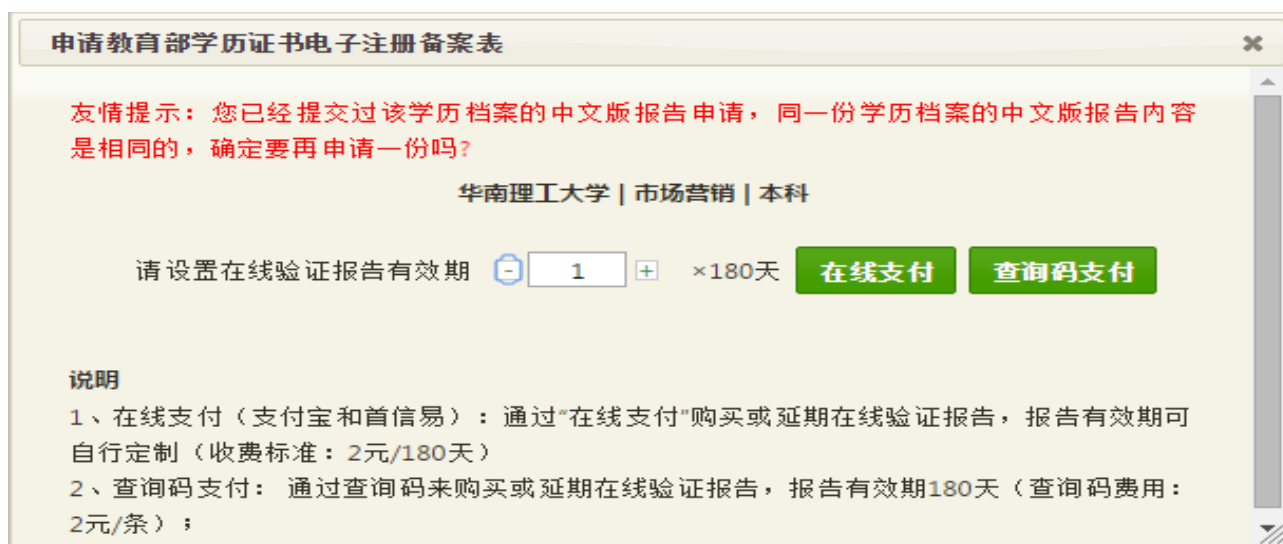 申请教育部学历证书电子注册备案表
友情提示：您已经提交过该学历档案的中文版报告申请，同一份学历档案的中文版报告内容
是相同的，确定要再申请一份吗?
华南理工大学 | 市场营销 | 本科
请设置在线验证报告有效期 - 1 + ×180天 在线支付 查询码支付
说明
1、在线支付（支付宝和首信易）：通过“在线支付”购买或延期在线验证报告，报告有效期可
自行定制（收费标准：2元/180天）
2、查询码支付： 通过查询码来购买或延期在线验证报告，报告有效期180天（查询码费用：
2元/条）；